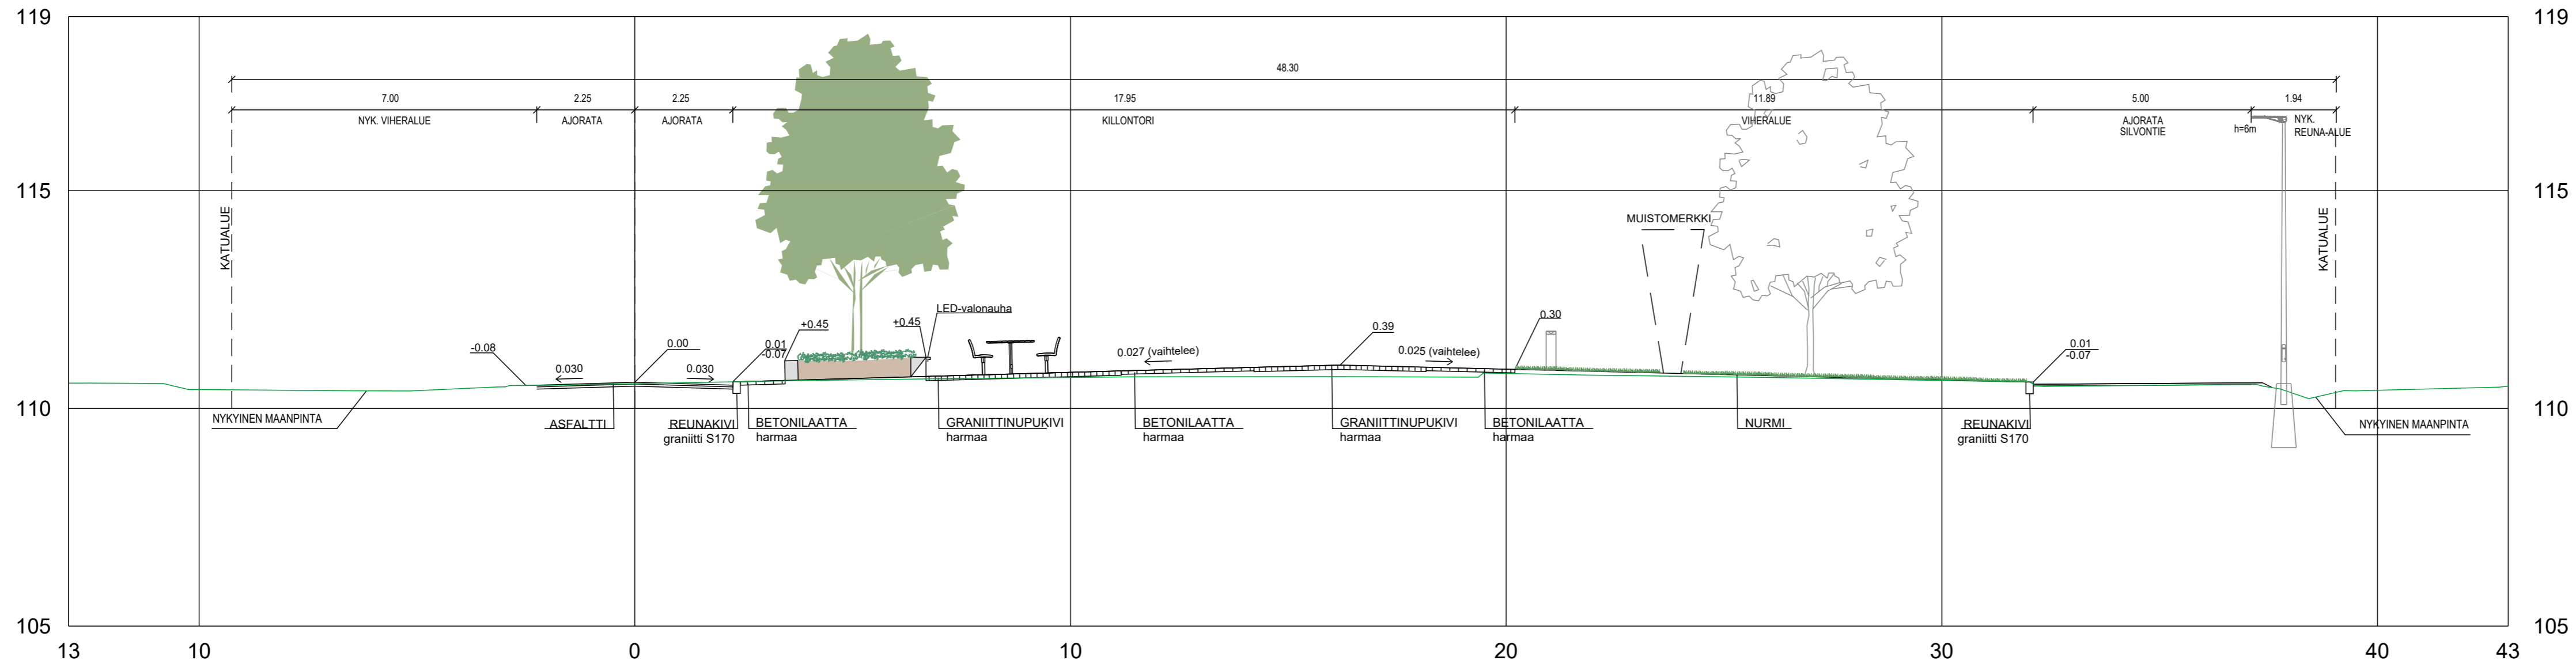 119
119
48.30
7.00
2.25
2.25
17.95
11.89
5.00
1.94
NYK. VIHERALUE
AJORATA
AJORATA
KILLONTORI
VIHERALUE
AJORATA
SILVONTIE
h=6m
NYK.
REUNA-ALUE
115
115
KATUALUE
KATUALUE
MUISTOMERKKI
LED-valonauha
+0.45
+0.45
-0.08
0.00
0.01
-0.07
0.030
0.030
0.027 (vaihtelee)
0.39
0.025 (vaihtelee)
0.30
0.01
-0.07
110
110
NYKYINEN MAANPINTA
ASFALTTI
REUNAKIVI
graniitti S170
BETONILAATTA
harmaa
GRANIITTINUPUKIVI
harmaa
BETONILAATTA
harmaa
GRANIITTINUPUKIVI
harmaa
BETONILAATTA
harmaa
NURMI
REUNAKIVI
graniitti S170
NYKYINEN MAANPINTA
105
105
13
10
0
10
20
30
40
43